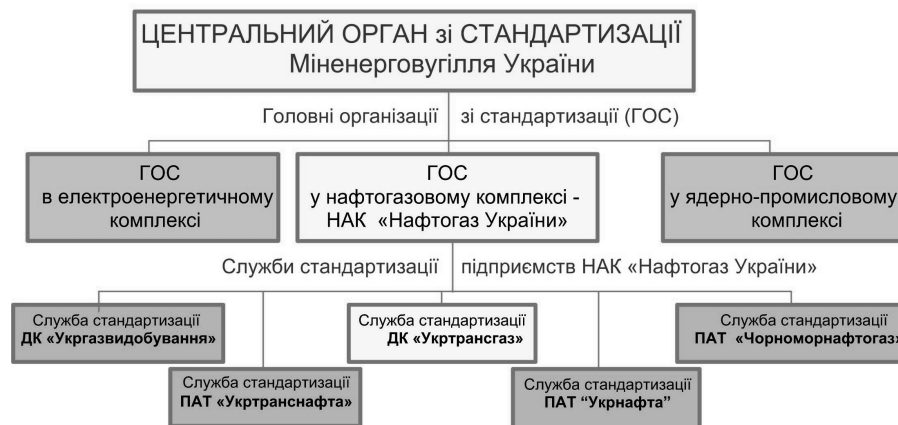 ЦЕНТРАЛЬНИЙ ОРГАН зі СТАНДАРТИЗАЦІЇ
Міненерговугілля України
Головні організації зі стандартизації (ГОС)
ГОС
в електроенергетичному
комплексі
ГОС
у нафтогазовому комплексі -
НАК «Нафтогаз України»
ГОС
у ядерно-промисловому
комплексі
Служби стандартизації підприємств НАК «Нафтогаз України»
Служба стандартизації
ДК «Укргазвидобування»
Служба стандартизації
ПАТ «Укртранснафта»
Служба стандартизації
ДК «Укртрансгаз»
Служба стандартизації
ПАТ “Укрнафта”
Служба стандартизації
ПАТ «Чорноморнафтогаз»